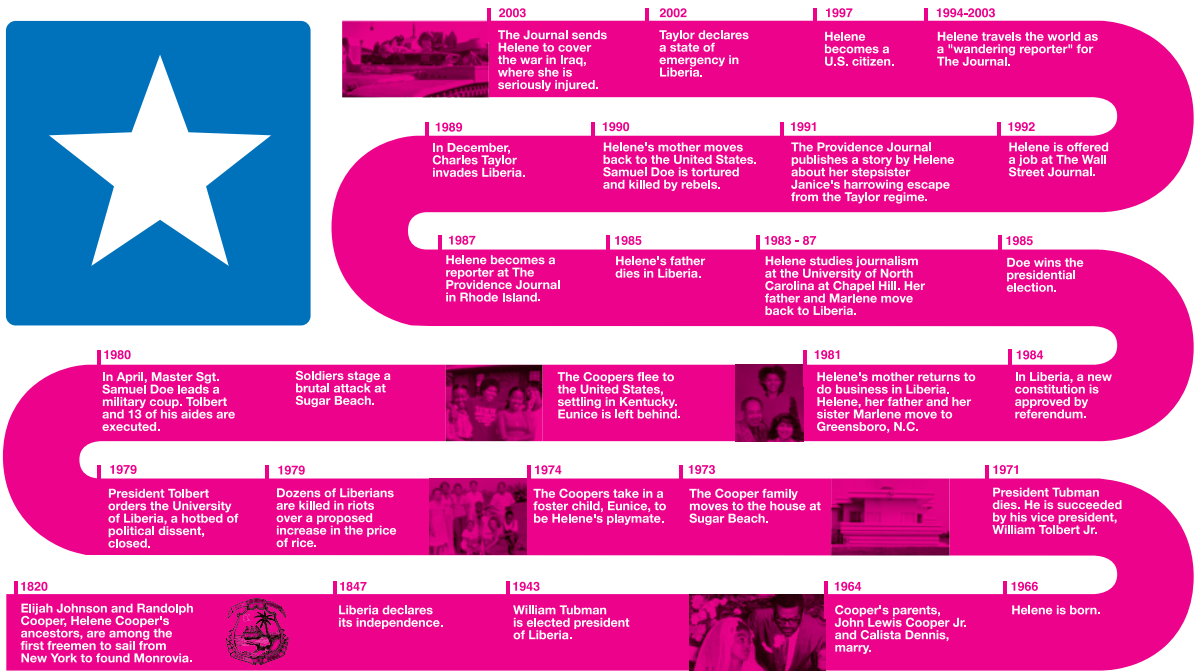 2003
The Journal sends
Helene to cover
the war in Iraq,
where she is
seriously injured.
2002
Taylor declares
a state of
emergency in
Liberia.
1997
Helene
becomes a
U.S. citizen.
1994-2003
Helene travels the world as
a "wandering reporter" for
The Journal.
1989
In December,
Charles Taylor
invades Liberia.
1990
Helene's mother moves
back to the United States.
Samuel Doe is tortured
and killed by rebels.
1991
The Providence Journal
publishes a story by Helene
about her stepsister
Janice's harrowing escape
from the Taylor regime.
1992
Helene is offered
a job at The Wall
Street Journal.
1987
Helene becomes a
reporter at The
Providence Journal
in Rhode Island.
1985
Helene's father
dies in Liberia.
1983 - 87
Helene studies journalism
at the University of North
Carolina at Chapel Hill. Her
father and Marlene move
back to Liberia.
1985
Doe wins the
presidential
election.
1980
In April, Master Sgt.
Samuel Doe leads a
military coup. Tolbert
and 13 of his aides are
executed.
Soldiers stage a
brutal attack at
Sugar Beach.
The Coopers flee to
the United States,
settling in Kentucky.
Eunice is left behind.
1981
Helene's mother returns to
do business in Liberia.
Helene, her father and her
sister Marlene move to
Greensboro, N.C.
1984
In Liberia, a new
constitution is
approved by
referendum.
1979
President Tolbert
orders the University
of Liberia, a hotbed of
political dissent,
closed.
1979
Dozens of Liberians
are killed in riots
over a proposed
increase in the price
of rice.
1974
The Coopers take in a
foster child, Eunice, to
be Helene's playmate.
1973
The Cooper family
moves to the house at
Sugar Beach.
1971
President Tubman
dies. He is succeeded
by his vice president,
William Tolbert Jr.
1820
Elijah Johnson and Randolph
Cooper, Helene Cooper's
ancestors, are among the
first freemen to sail from
New York to found Monrovia.
1847
Liberia declares
its independence.
1943
William Tubman
is elected president
of Liberia.
1964
Cooper's parents,
John Lewis Cooper Jr.
and Calista Dennis,
marry.
1966
Helene is born.